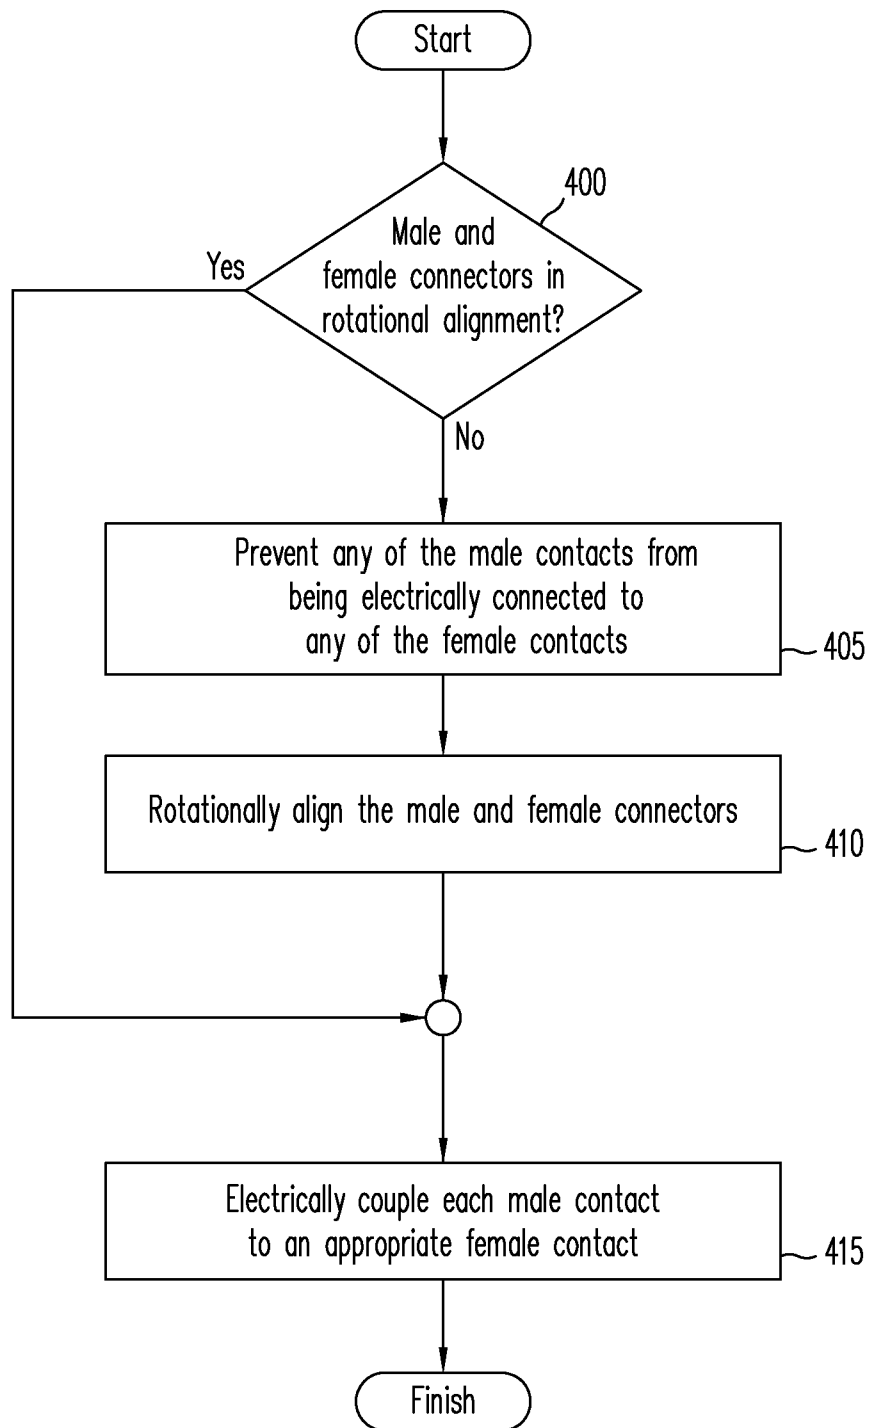 Start
400
Male and
female connectors in
rotational alignment?
Yes
No
Prevent any of the male contacts from
being electrically connected to
any of the female contacts
405
Rotationally align the male and female connectors
410
Electrically couple each male contact
to an appropriate female contact
415
Finish